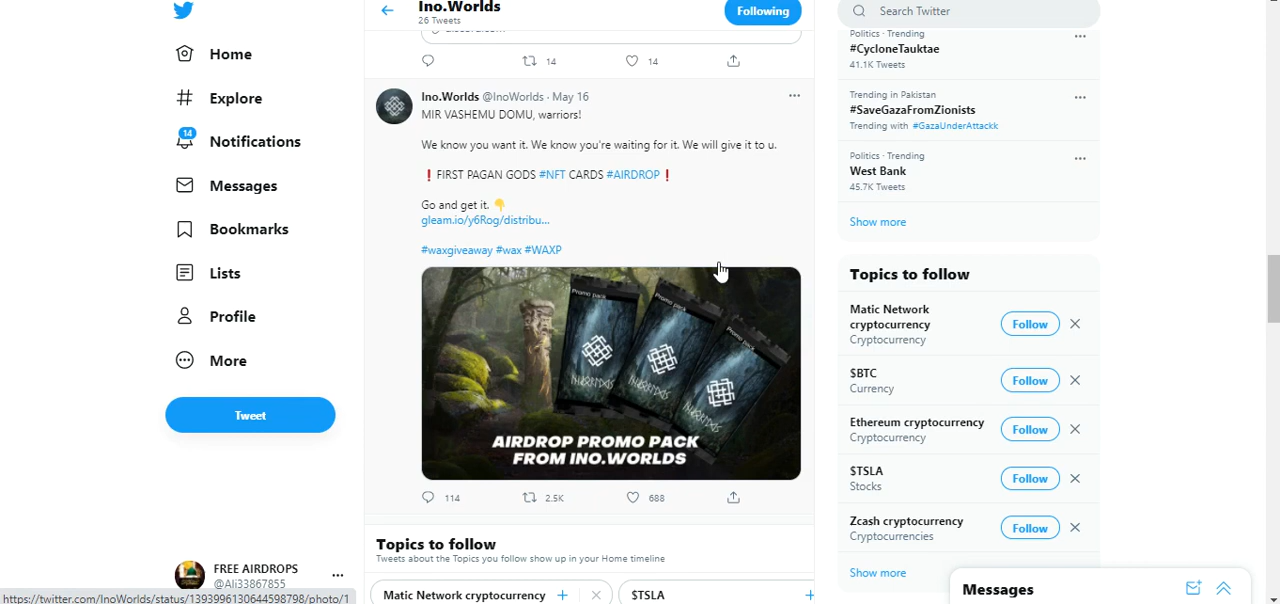 Home
Explore
14
Notifications
Messages
Bookmarks
Lists
Profile
More
Tweet
FREE AIRDROPS
@Ali33867855
https://twitter.com/InoWorlds/status/1393996130644598798/photo/1
Ino.Worlds
26 Tweets
Following
14
14
Ino.Worlds @InoWorlds · May 16
MIR VASHEMU DOMU, warriors!
We know you want it. We know you're waiting for it. We will give it to u.
❗ FIRST PAGAN GODS #NFT CARDS #AIRDROP ❗
Go and get it. 👇
gleam.io/y6Rog/distribu...
#waxgiveaway #wax #WAXP
Promo pack
Promo pack
Promo pack
AIRDROP PROMO PACK
FROM INO.WORLDS
114
2.5K
688
Topics to follow
Tweets about the Topics you follow show up in your Home timeline
Matic Network cryptocurrency
$TSLA
Search Twitter
Politics · Trending
#CycloneTauktae
41.1K Tweets
Trending in Pakistan
#SaveGazaFromZionists
Trending with #GazaUnderAttackk
Politics · Trending
West Bank
45.7K Tweets
Show more
Topics to follow
Matic Network
cryptocurrency
Cryptocurrency
Follow
$BTC
Currency
Follow
Ethereum cryptocurrency
Cryptocurrency
Follow
$TSLA
Stocks
Follow
Zcash cryptocurrency
Cryptocurrencies
Follow
Show more
Messages